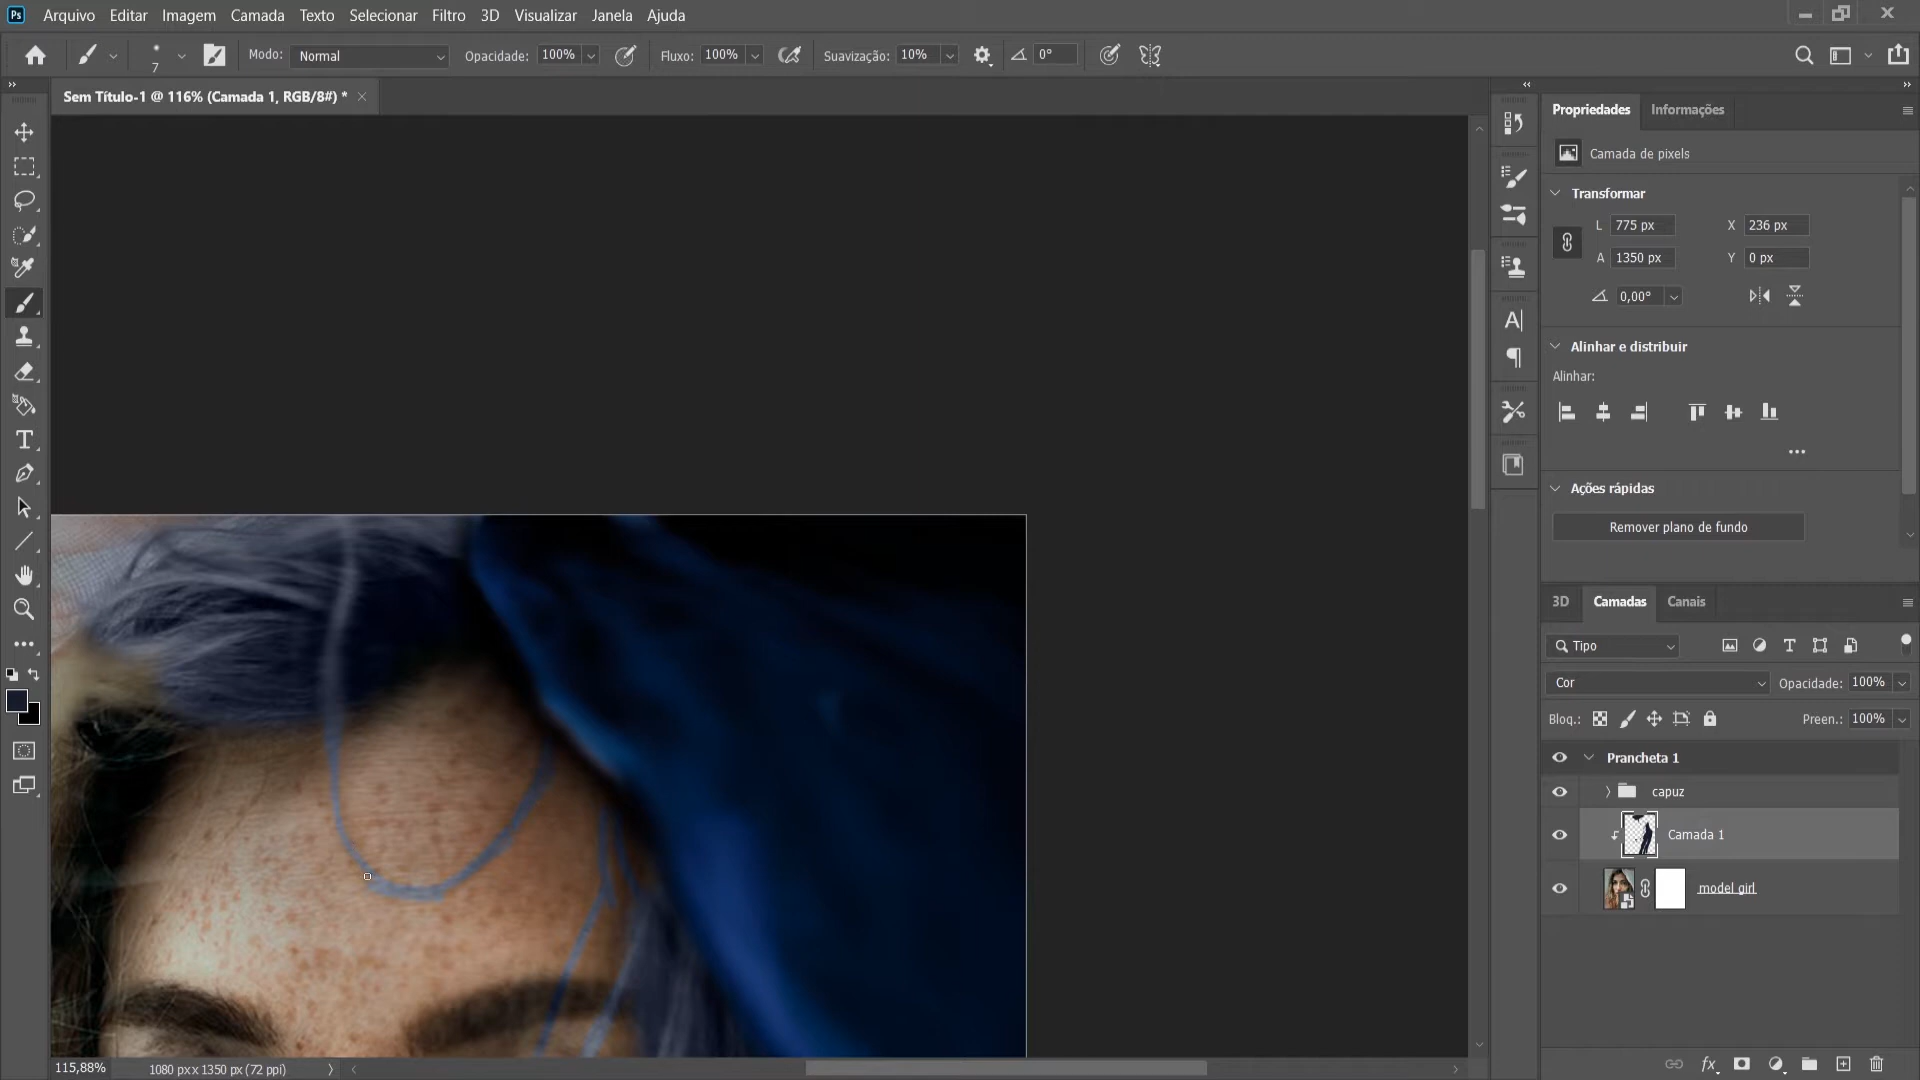 Ps Arquivo Editar Imagem Camada Texto Selecionar Filtro 3D Visualizar Janela Ajuda
7 Modo: Normal Opacidade: 100% Fluxo: 100% Suavização: 10% 0°
Sem Título-1 @ 116% (Camada 1, RGB/8#) *
Propriedades Informações
Camada de pixels
Transformar
L 775 px X 236 px
A 1350 px Y 0 px
0,00°
Alinhar e distribuir
Alinhar:
Ações rápidas
Remover plano de fundo
3D Camadas Canais
Tipo
Cor Opacidade: 100%
Bloq.: Preen.: 100%
Prancheta 1
capuz
Camada 1
model girl
115,88% 1080 px x 1350 px (72 ppi)
fx